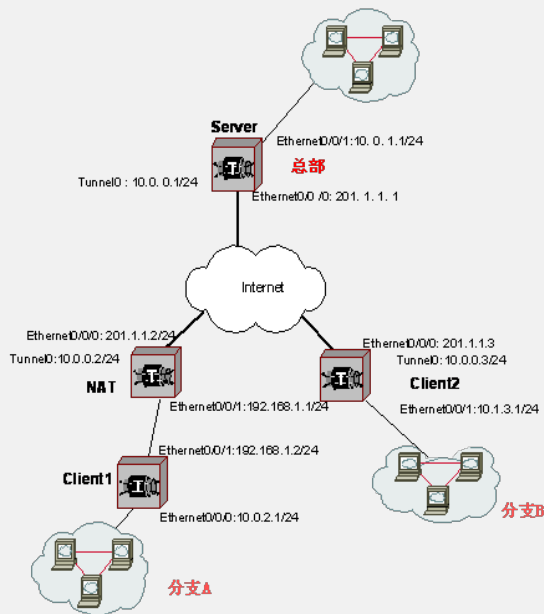 Server
Ethernet0/0/1:10. 0. 1.1/24
总部
Tunnel0 : 10.0. 0.1/24
Ethernet0/0 /0: 201. 1. 1. 1
Internet
Ethernet0/0/0: 201.1.1.2/24
Tunnel0:10.0.0.2/24
NAT
Ethernet0/0/1:192.168.1.1/24
Ethernet0/0/0: 201.1.1.3
Tunnel0: 10.0.0.3/24
Client2
Ethernet0/0/1:10.1.3.1/24
Ethernet0/0/1:192.168.1.2/24
Client1
Ethernet0/0/0:10.0.2.1/24
分支B
分支A